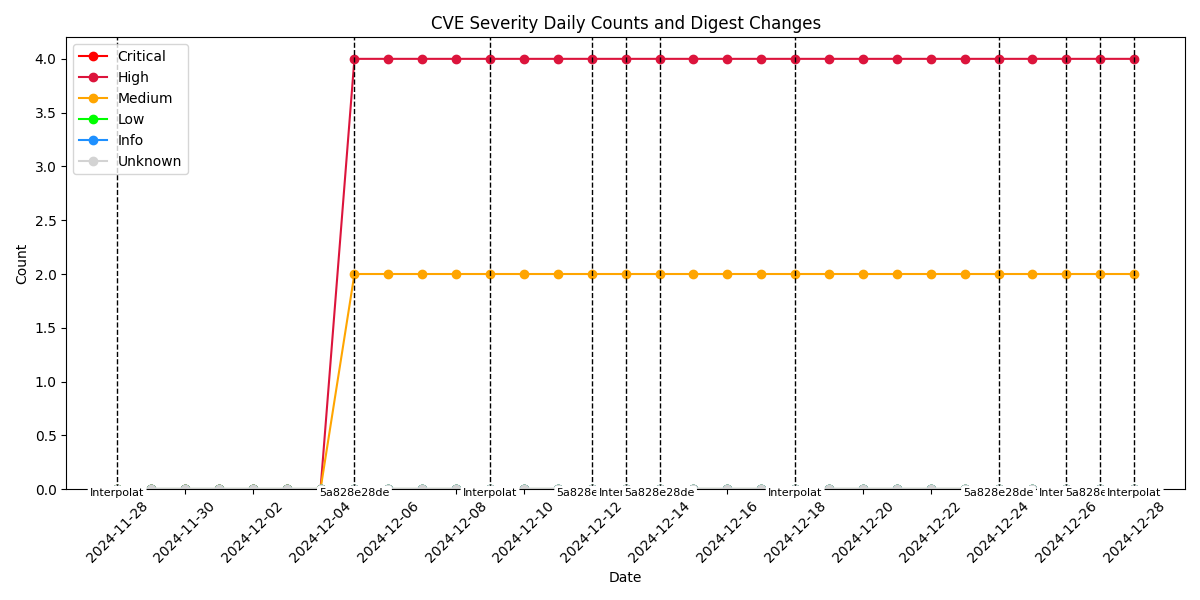 CVE Severity Daily Counts and Digest Changes
Critical
High
Medium
Low
Info
Unknown
Count
4.0
3.5
3.0
2.5
2.0
1.5
1.0
0.5
0.0
Interpolat
5a828e28de
Interpolat
5a828e
Inter
5a828e28de
Interpolat
5a828e28de
Inter
5a828e
Interpolat
2024-11-28
2024-11-30
2024-12-02
2024-12-04
2024-12-06
2024-12-08
2024-12-10
2024-12-12
2024-12-14
2024-12-16
2024-12-18
2024-12-20
2024-12-22
2024-12-24
2024-12-26
2024-12-28
Date